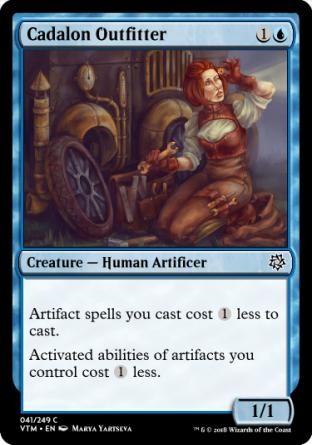 Cadalon Outfitter 1
Creature — Human Artificer
Artifact spells you cast cost 1 less to
cast.
Activated abilities of artifacts you
control cost 1 less.
1/1
041/249 C
VTM • EN Marya Yartseva
™ & © 2018 Wizards of the Coast